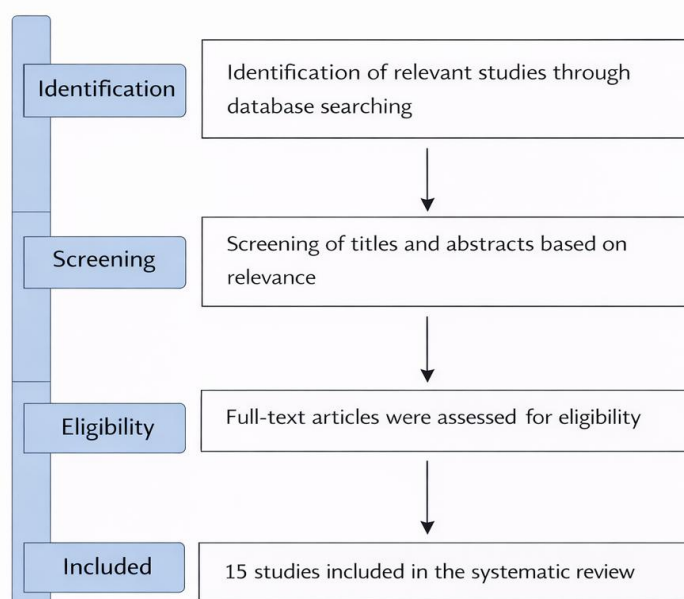 Identification
Identification of relevant studies through
database searching
Screening
Screening of titles and abstracts based on
relevance
Eligibility
Full-text articles were assessed for eligibility
Included
15 studies included in the systematic review